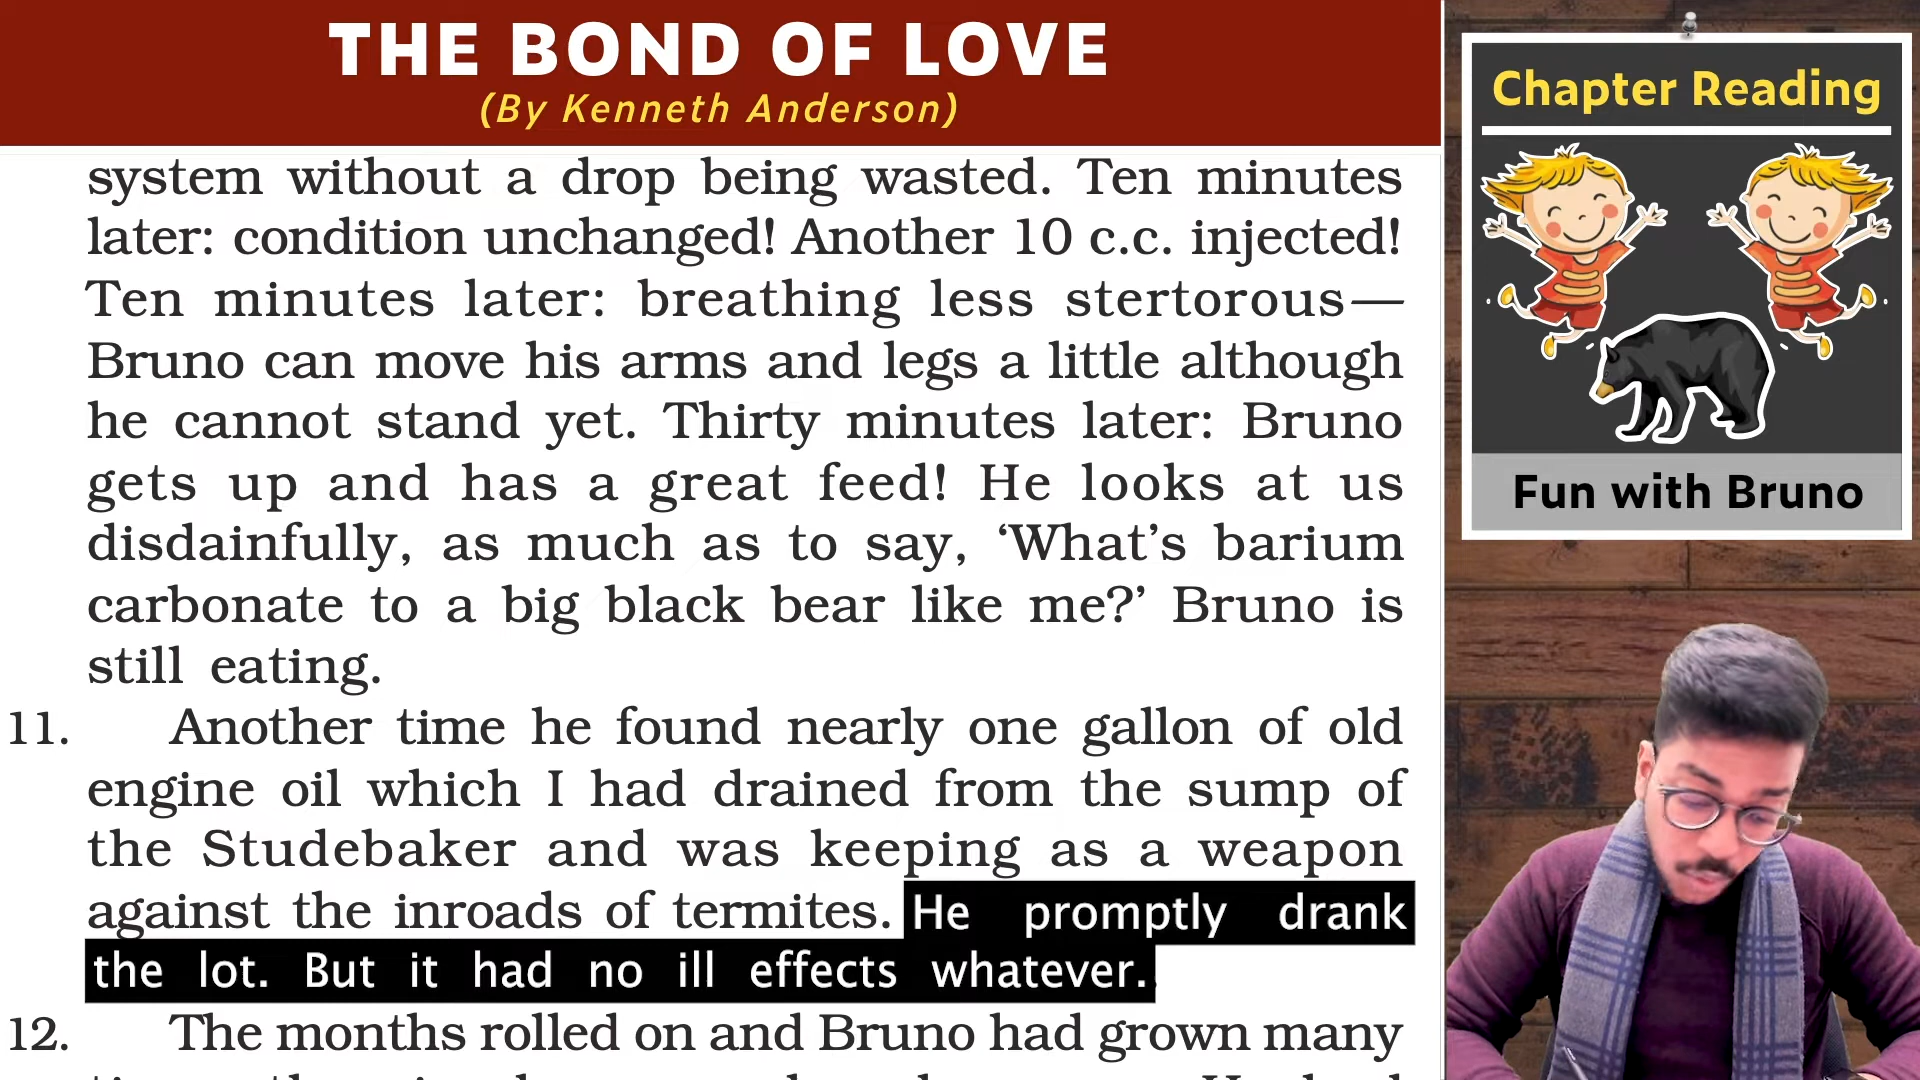 THE BOND OF LOVE
(By Kenneth Anderson)
system without a drop being wasted. Ten minutes
later: condition unchanged! Another 10 c.c. injected!
Ten minutes later: breathing less stertorous—
Bruno can move his arms and legs a little although
he cannot stand yet. Thirty minutes later: Bruno
gets up and has a great feed! He looks at us
disdainfully, as much as to say, ‘What’s barium
carbonate to a big black bear like me?’ Bruno is
still eating.
11. Another time he found nearly one gallon of old
engine oil which I had drained from the sump of
the Studebaker and was keeping as a weapon
against the inroads of termites. He promptly drank
the lot. But it had no ill effects whatever.
12. The months rolled on and Bruno had grown many
Chapter Reading
Fun with Bruno